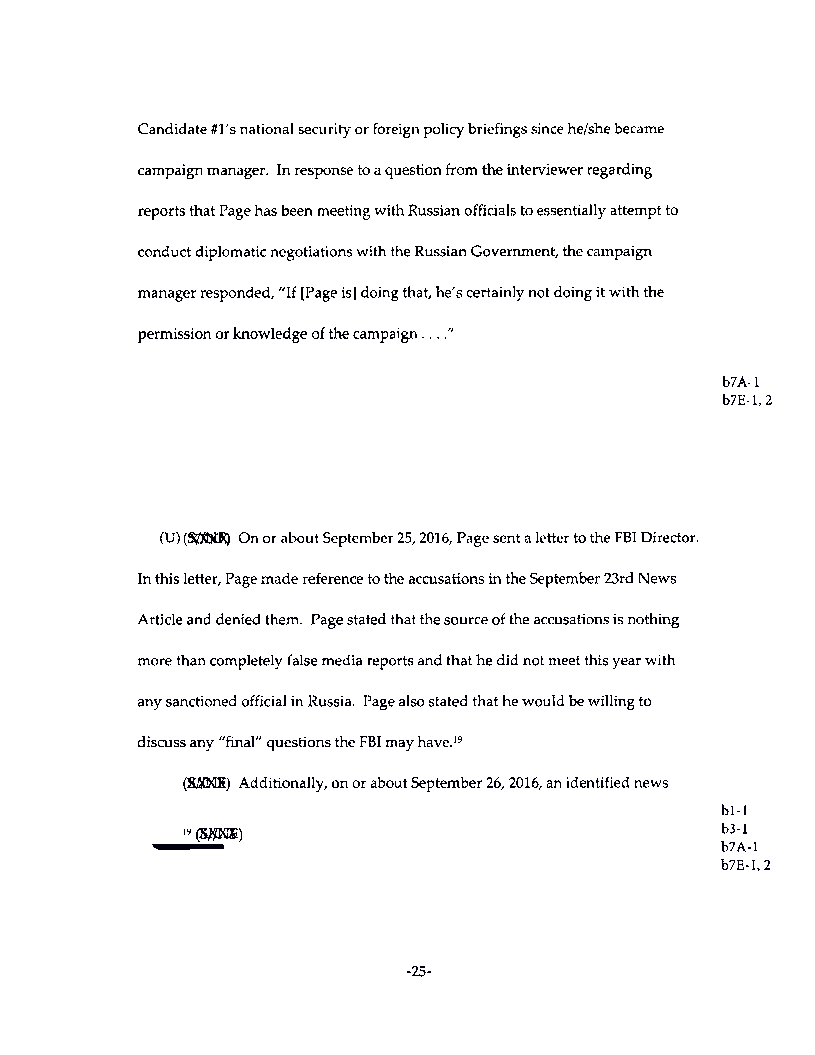 Candidate #1's national security or foreign policy briefings since he/she became
campaign manager. In response to a question from the interviewer regarding
reports that Page has been meeting with Russian officials to essentially attempt to
conduct diplomatic negotiations with the Russian Government, the campaign
manager responded, "If [Page is] doing that, he's certainly not doing it with the
permission or knowledge of the campaign . . . ."
b7A-1
b7E-1, 2
(U) On or about September 25, 2016, Page sent a letter to the FBI Director.
In this letter, Page made reference to the accusations in the September 23rd News
Article and denied them. Page stated that the source of the accusations is nothing
more than completely false media reports and that he did not meet this year with
any sanctioned official in Russia. Page also stated that he would be willing to
discuss any "final" questions the FBI may have.¹⁹
Additionally, on or about September 26, 2016, an identified news
b1-1
b3-1
b7A-1
b7E-1, 2
¹⁹
-25-